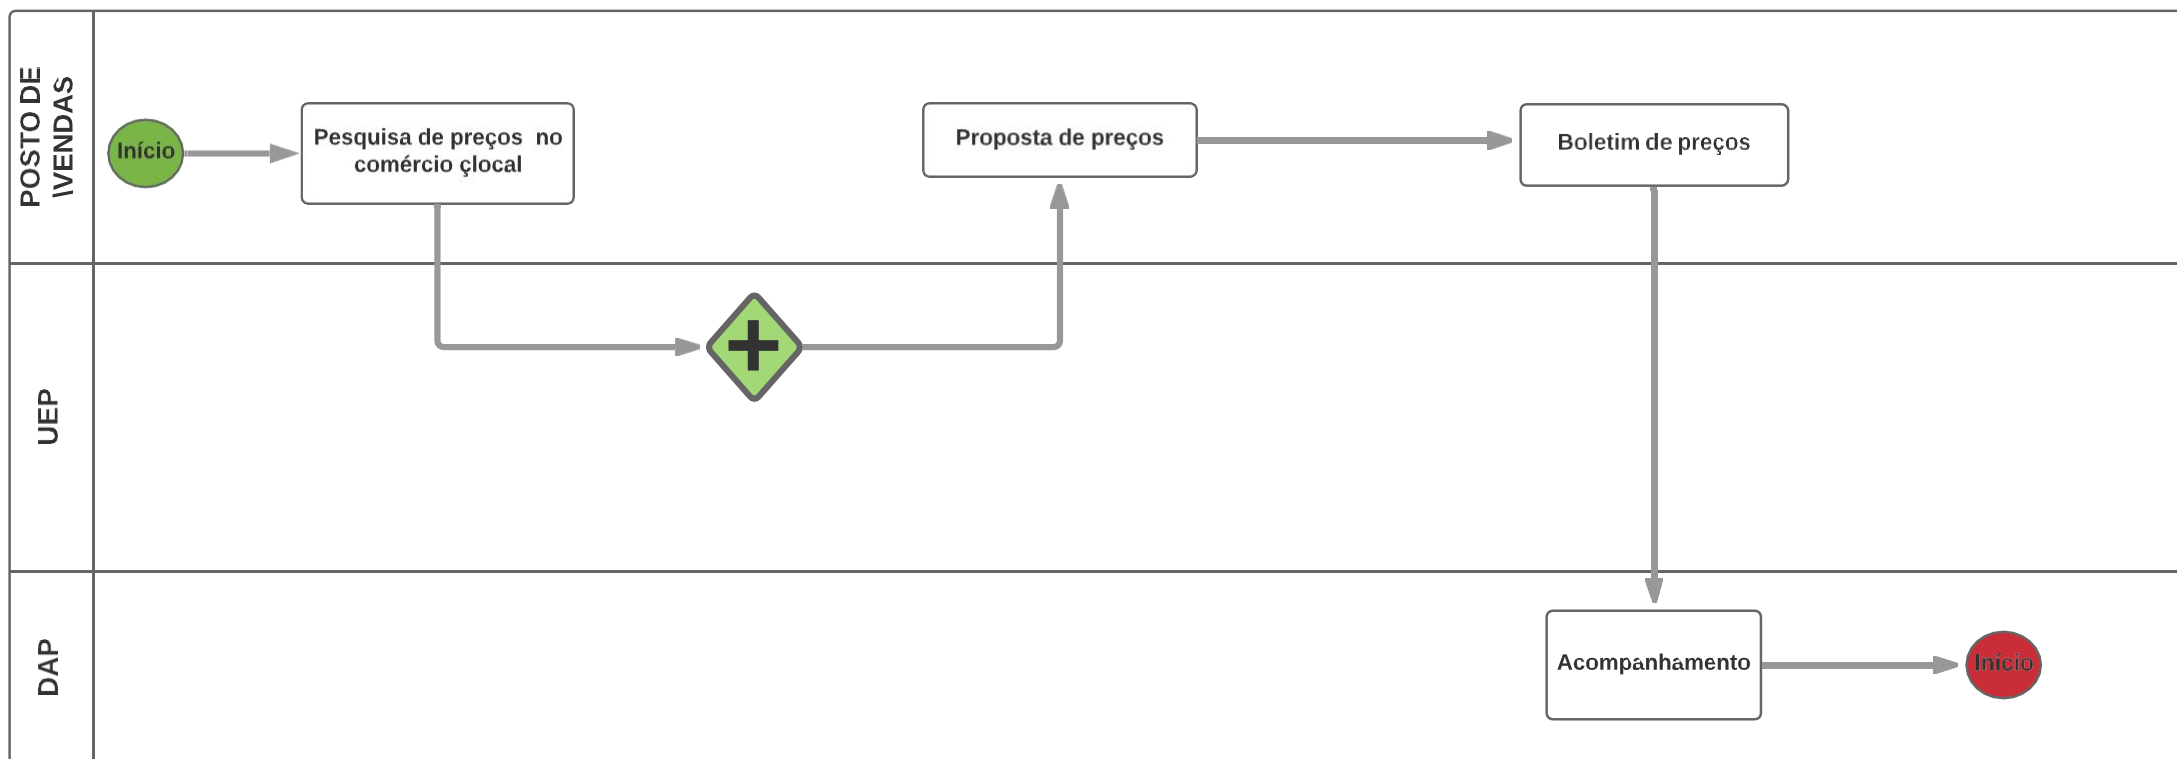 POSTO DE
\VENDAS
Início
Pesquisa de preços  no
comércio çlocal
Proposta de preços
Boletim de preços
UEP
DAP
Acompanhamento
Início